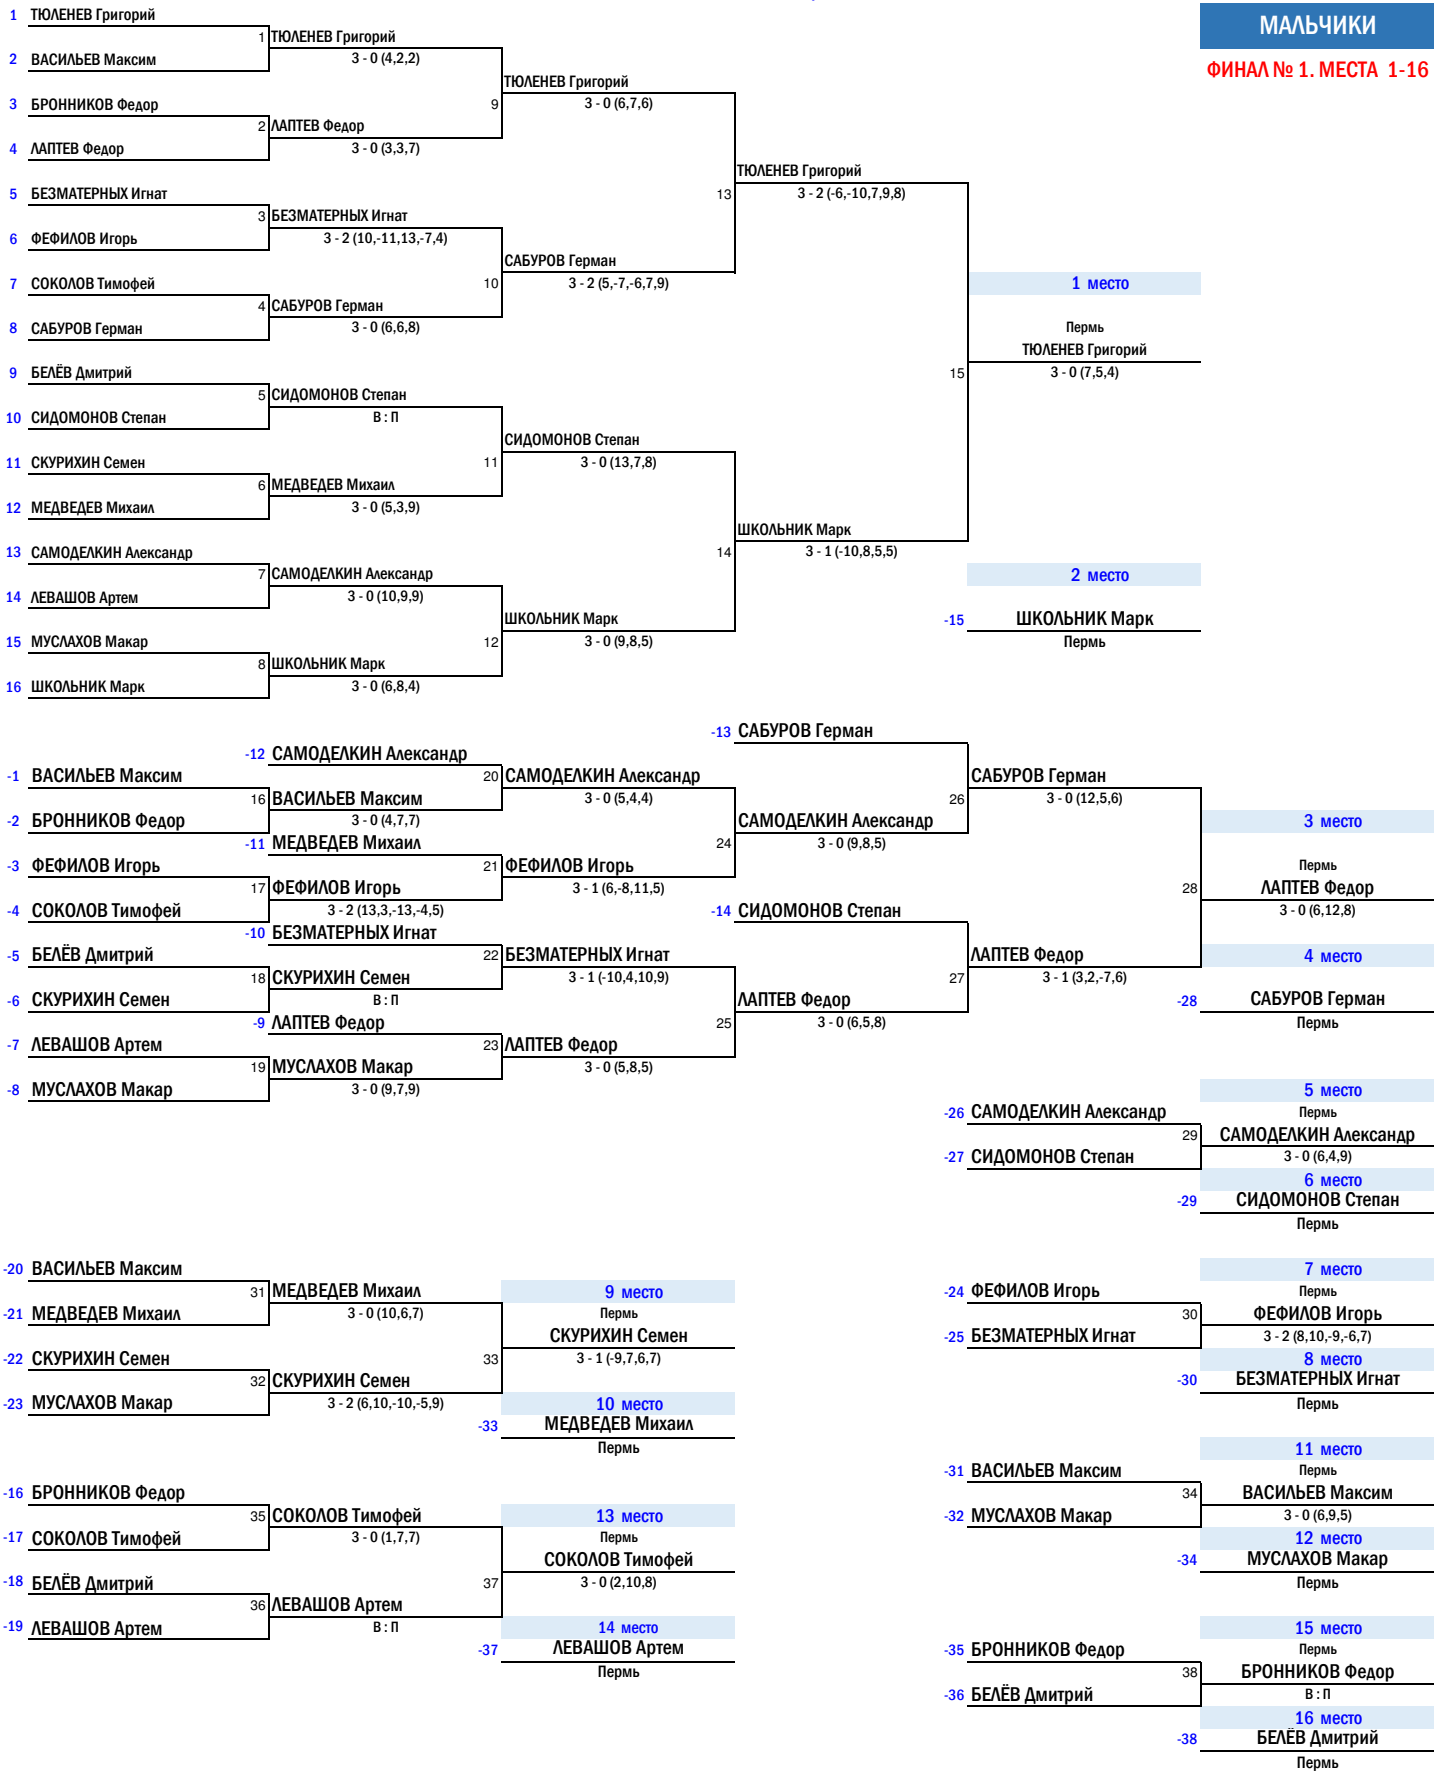 МАЛЬЧИКИ
ФИНАЛ № 1. МЕСТА 1-16
1 ТЮЛЕНЕВ Григорий
1 ТЮЛЕНЕВ Григорий
2 ВАСИЛЬЕВ Максим
3 - 0 (4,2,2)
ТЮЛЕНЕВ Григорий
3 БРОННИКОВ Федор
9
3 - 0 (6,7,6)
2 ЛАПТЕВ Федор
4 ЛАПТЕВ Федор
3 - 0 (3,3,7)
ТЮЛЕНЕВ Григорий
5 БЕЗМАТЕРНЫХ Игнат
13
3 - 2 (-6,-10,7,9,8)
3 БЕЗМАТЕРНЫХ Игнат
6 ФЕФИЛОВ Игорь
3 - 2 (10,-11,13,-7,4)
САБУРОВ Герман
7 СОКОЛОВ Тимофей
10
3 - 2 (5,-7,-6,7,9)
1 место
4 САБУРОВ Герман
8 САБУРОВ Герман
3 - 0 (6,6,8)
Пермь
ТЮЛЕНЕВ Григорий
9 БЕЛЁВ Дмитрий
15
3 - 0 (7,5,4)
5 СИДОМОНОВ Степан
10 СИДОМОНОВ Степан
В : П
СИДОМОНОВ Степан
11 СКУРИХИН Семен
11
3 - 0 (13,7,8)
6 МЕДВЕДЕВ Михаил
12 МЕДВЕДЕВ Михаил
3 - 0 (5,3,9)
ШКОЛЬНИК Марк
13 САМОДЕЛКИН Александр
14
3 - 1 (-10,8,5,5)
7 САМОДЕЛКИН Александр
2 место
14 ЛЕВАШОВ Артем
3 - 0 (10,9,9)
ШКОЛЬНИК Марк
-15 ШКОЛЬНИК Марк
15 МУСЛАХОВ Макар
12
3 - 0 (9,8,5)
Пермь
8 ШКОЛЬНИК Марк
16 ШКОЛЬНИК Марк
3 - 0 (6,8,4)
-13 САБУРОВ Герман
-12 САМОДЕЛКИН Александр
-1 ВАСИЛЬЕВ Максим
20 САМОДЕЛКИН Александр
САБУРОВ Герман
16 ВАСИЛЬЕВ Максим
3 - 0 (5,4,4)
26
3 - 0 (12,5,6)
-2 БРОННИКОВ Федор
3 - 0 (4,7,7)
САМОДЕЛКИН Александр
3 место
-11 МЕДВЕДЕВ Михаил
24
3 - 0 (9,8,5)
-3 ФЕФИЛОВ Игорь
21 ФЕФИЛОВ Игорь
Пермь
17 ФЕФИЛОВ Игорь
3 - 1 (6,-8,11,5)
28
ЛАПТЕВ Федор
-4 СОКОЛОВ Тимофей
3 - 2 (13,3,-13,-4,5)
-14 СИДОМОНОВ Степан
3 - 0 (6,12,8)
-10 БЕЗМАТЕРНЫХ Игнат
-5 БЕЛЁВ Дмитрий
22 БЕЗМАТЕРНЫХ Игнат
ЛАПТЕВ Федор
4 место
18 СКУРИХИН Семен
3 - 1 (-10,4,10,9)
27
3 - 1 (3,2,-7,6)
-6 СКУРИХИН Семен
В : П
ЛАПТЕВ Федор
-28 САБУРОВ Герман
-9 ЛАПТЕВ Федор
25
3 - 0 (6,5,8)
Пермь
-7 ЛЕВАШОВ Артем
23 ЛАПТЕВ Федор
19 МУСЛАХОВ Макар
3 - 0 (5,8,5)
-8 МУСЛАХОВ Макар
3 - 0 (9,7,9)
5 место
-26 САМОДЕЛКИН Александр
Пермь
29 САМОДЕЛКИН Александр
-27 СИДОМОНОВ Степан
3 - 0 (6,4,9)
6 место
-29 СИДОМОНОВ Степан
Пермь
-20 ВАСИЛЬЕВ Максим
7 место
31 МЕДВЕДЕВ Михаил
9 место
-24 ФЕФИЛОВ Игорь
Пермь
-21 МЕДВЕДЕВ Михаил
3 - 0 (10,6,7)
Пермь
30 ФЕФИЛОВ Игорь
СКУРИХИН Семен
-25 БЕЗМАТЕРНЫХ Игнат
3 - 2 (8,10,-9,-6,7)
-22 СКУРИХИН Семен
33
3 - 1 (-9,7,6,7)
8 место
32 СКУРИХИН Семен
-30 БЕЗМАТЕРНЫХ Игнат
-23 МУСЛАХОВ Макар
3 - 2 (6,10,-10,-5,9)
10 место
Пермь
-33 МЕДВЕДЕВ Михаил
Пермь
11 место
-31 ВАСИЛЬЕВ Максим
Пермь
-16 БРОННИКОВ Федор
34 ВАСИЛЬЕВ Максим
35 СОКОЛОВ Тимофей
13 место
-32 МУСЛАХОВ Макар
3 - 0 (6,9,5)
-17 СОКОЛОВ Тимофей
3 - 0 (1,7,7)
Пермь
12 место
СОКОЛОВ Тимофей
-34 МУСЛАХОВ Макар
-18 БЕЛЁВ Дмитрий
37
3 - 0 (2,10,8)
Пермь
36 ЛЕВАШОВ Артем
-19 ЛЕВАШОВ Артем
В : П
14 место
15 место
-37 ЛЕВАШОВ Артем
-35 БРОННИКОВ Федор
Пермь
Пермь
38 БРОННИКОВ Федор
-36 БЕЛЁВ Дмитрий
В : П
16 место
-38 БЕЛЁВ Дмитрий
Пермь